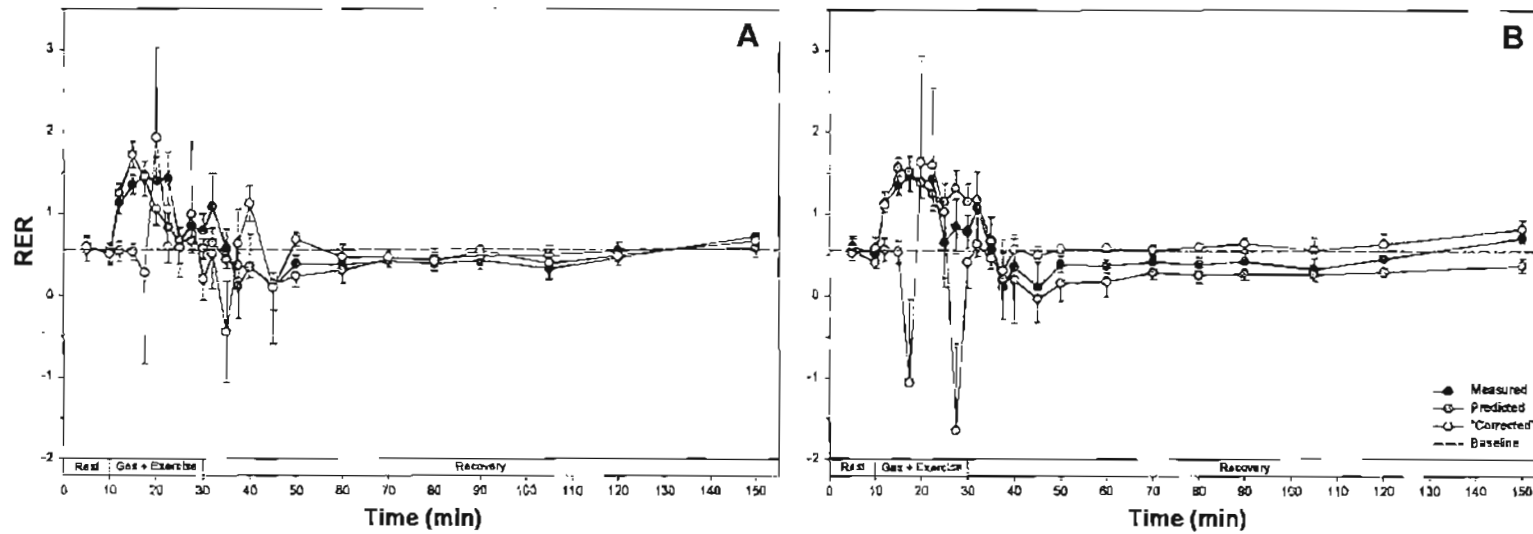 A
B
RER
3
2
1
0
-1
-2
Rest
Gas + Exercise
Recovery
0 10 20 30 40 50 60 70 80 90 100 110 120 130 140 150
Time (min)
3
2
1
0
-1
-2
Measured
Predicted
"Corrected"
Baseline
Rest
Gas + Exercise
Recovery
0 10 20 30 40 50 60 70 80 90 100 110 120 130 140 150
Time (min)